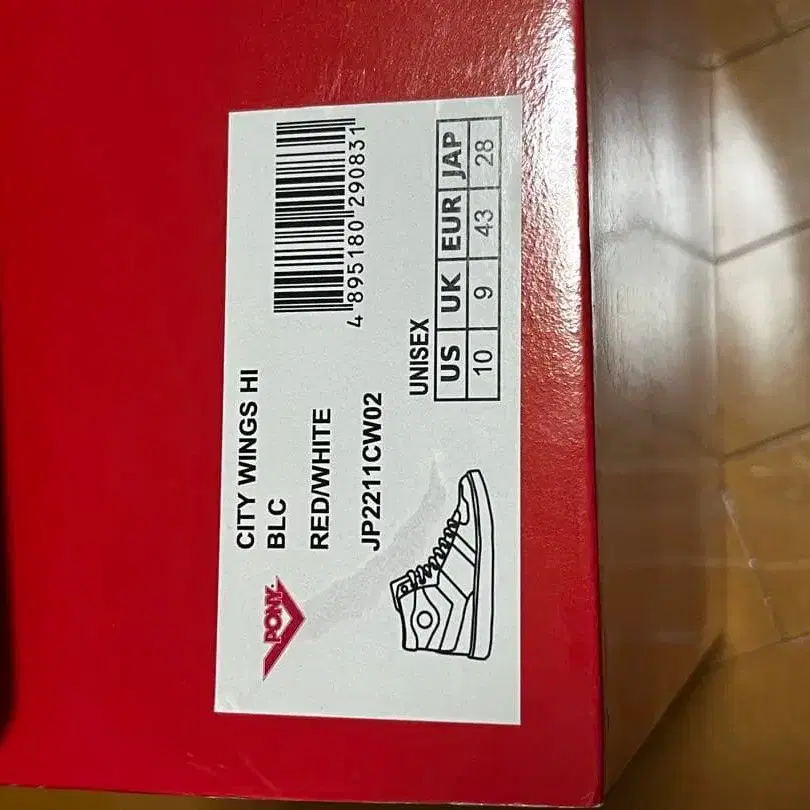 PONY
CITY WINGS HI
BLC
RED/WHITE
JP2211CW02
4 895180 290831
UNISEX
US UK EUR JAP
10 9 43 28